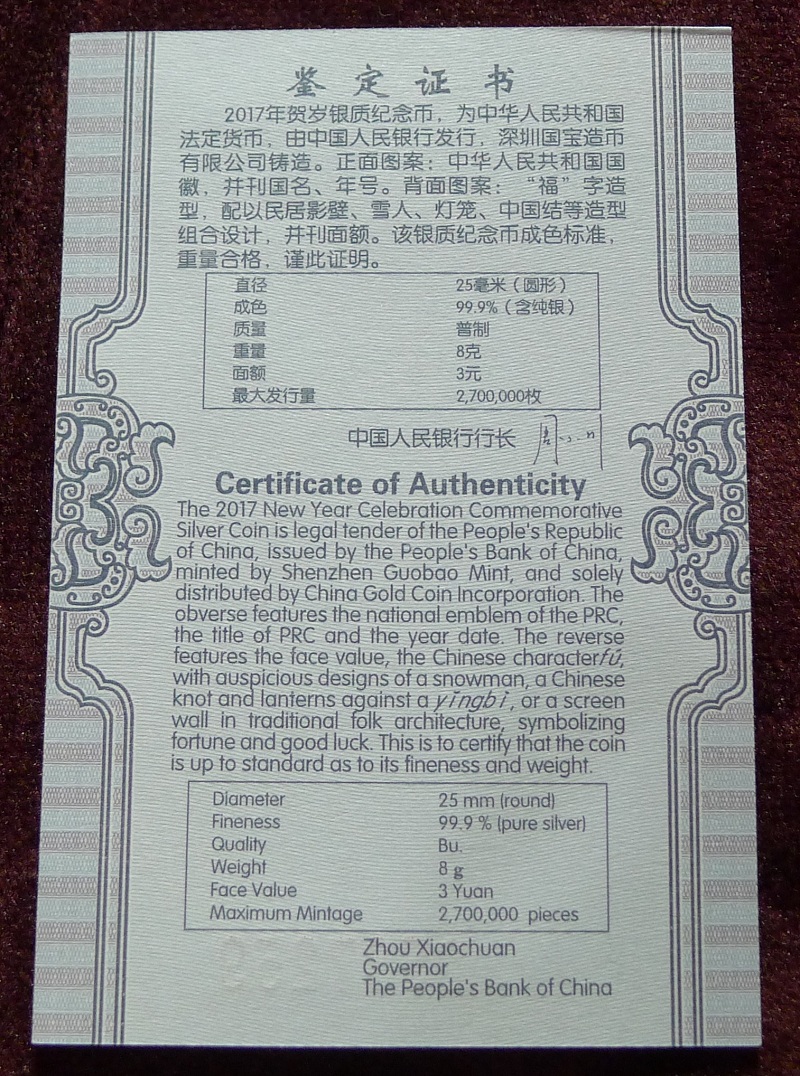 鉴定证书
2017年贺岁银质纪念币，为中华人民共和国
法定货币，由中国人民银行发行，深圳国宝造币
有限公司铸造。正面图案：中华人民共和国国
徽，并刊国名、年号。背面图案：“福”字造
型，配以民居影壁、雪人、灯笼、中国结等造型
组合设计，并刊面额。该银质纪念币成色标准，
重量合格，谨此证明。
直径 25毫米（圆形）
成色 99.9%（含纯银）
质量 普制
重量 8克
面额 3元
最大发行量 2,700,000枚
中国人民银行行长 周小川
Certificate of Authenticity
The 2017 New Year Celebration Commemorative
Silver Coin is legal tender of the People's Republic
of China, issued by the People's Bank of China,
minted by Shenzhen Guobao Mint, and solely
distributed by China Gold Coin Incorporation. The
obverse features the national emblem of the PRC,
the title of PRC and the year date. The reverse
features the face value, the Chinese characterfú,
with auspicious designs of a snowman, a Chinese
knot and lanterns against a yǐngbì, or a screen
wall in traditional folk architecture, symbolizing
fortune and good luck. This is to certify that the coin
is up to standard as to its fineness and weight.
Diameter 25 mm (round)
Fineness 99.9 % (pure silver)
Quality Bu.
Weight 8 g
Face Value 3 Yuan
Maximum Mintage 2,700,000 pieces
Zhou Xiaochuan
Governor
The People's Bank of China